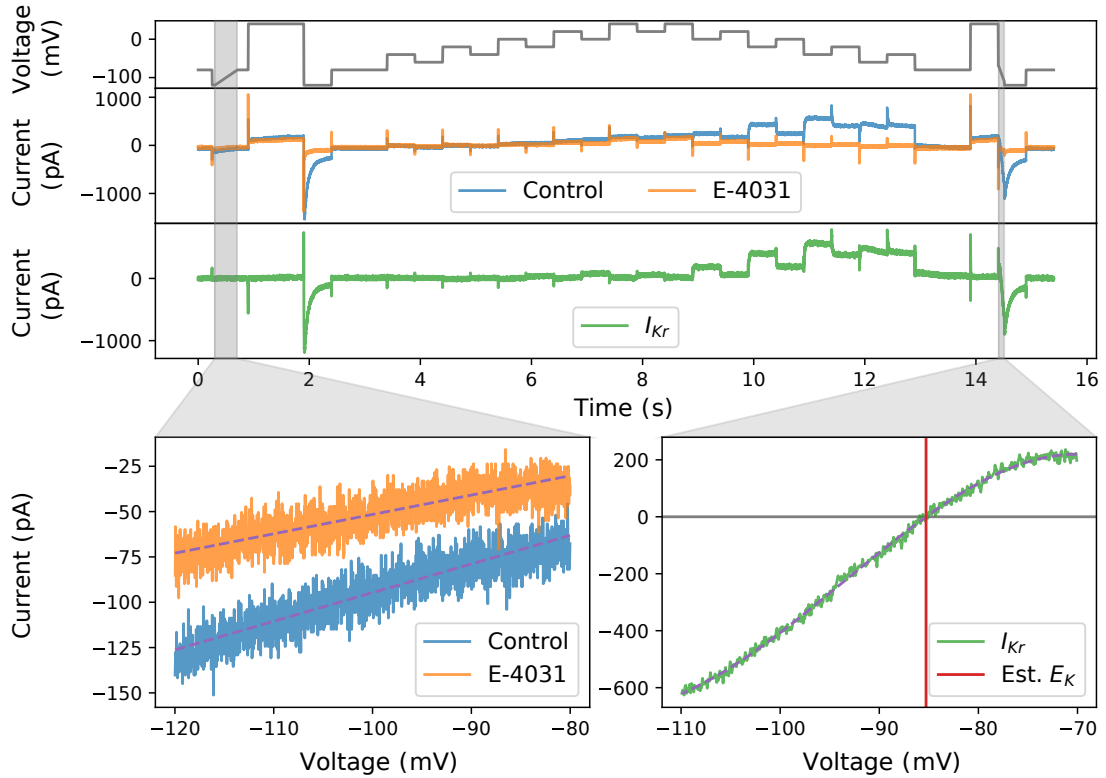 Voltage
(mV)
0
−100
Current
(pA)
1000
0
−1000
Control
E-4031
Current
(pA)
0
−1000
I_Kr
0 2 4 6 8 10 12 14 16
Time (s)
Current (pA)
−25
−50
−75
−100
−125
−150
Control
E-4031
−120 −110 −100 −90 −80
Voltage (mV)
200
0
−200
−400
−600
I_Kr
Est. E_K
−110 −100 −90 −80 −70
Voltage (mV)